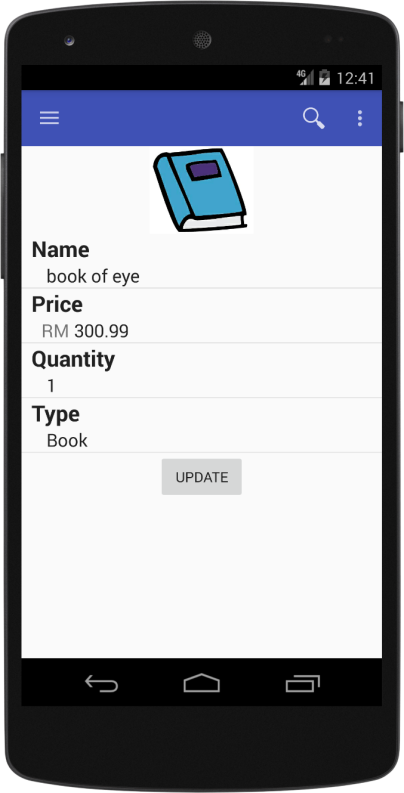 4G 12:41
Name
book of eye
Price
RM 300.99
Quantity
1
Type
Book
UPDATE